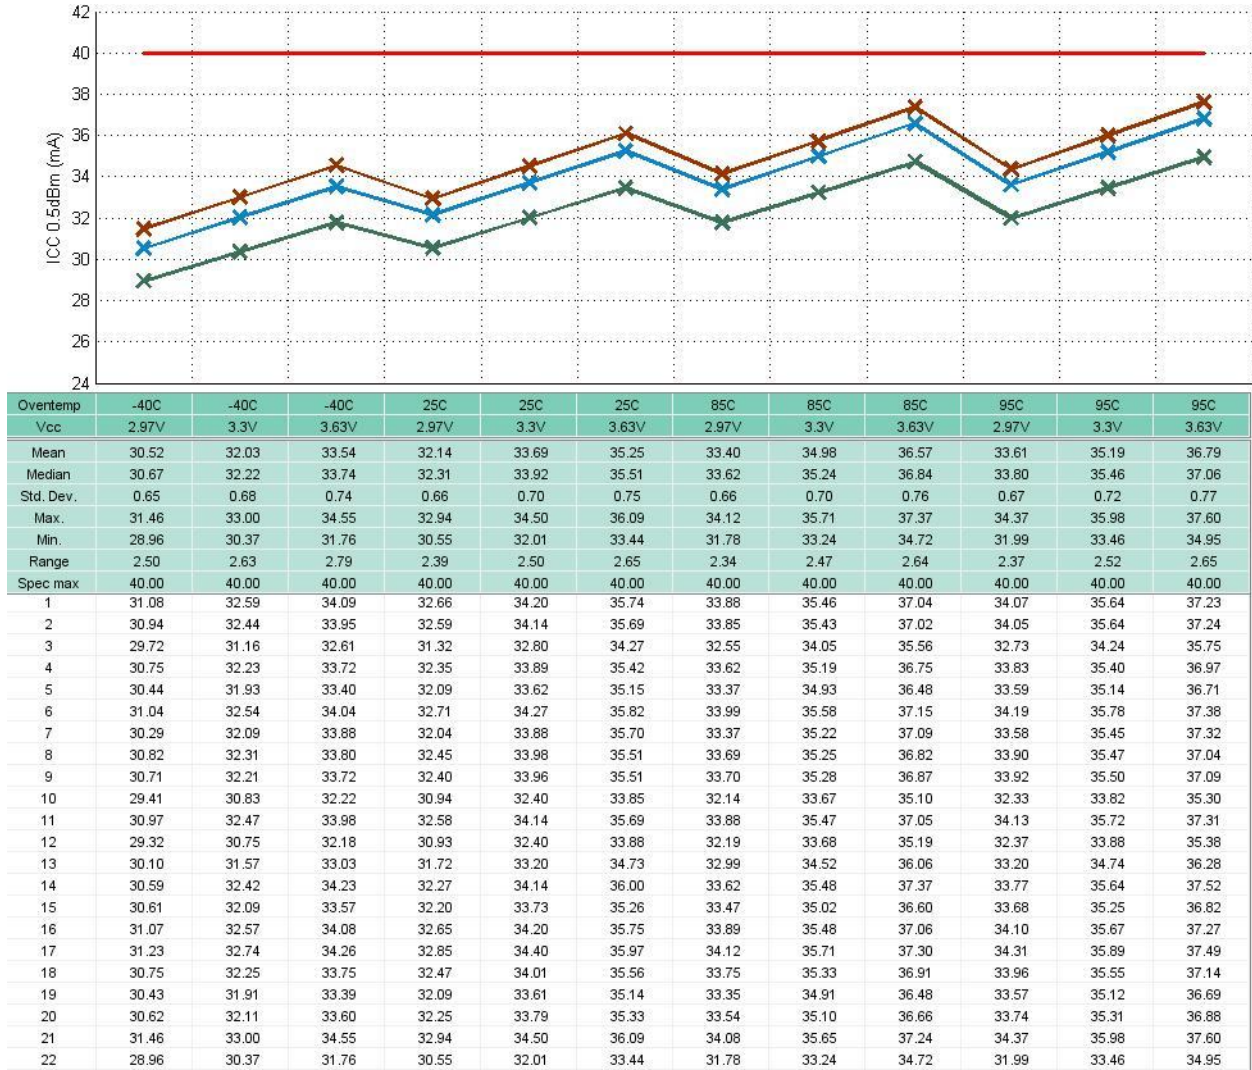 42
40
38
36
34
32
30
28
26
24
ICC 0.5dBm (mA)
Oventemp -40C -40C -40C 25C 25C 25C 85C 85C 85C 95C 95C 95C
Vcc 2.97V 3.3V 3.63V 2.97V 3.3V 3.63V 2.97V 3.3V 3.63V 2.97V 3.3V 3.63V
Mean 30.52 32.03 33.54 32.14 33.69 35.25 33.40 34.98 36.57 33.61 35.19 36.79
Median 30.67 32.22 33.74 32.31 33.92 35.51 33.62 35.24 36.84 33.80 35.46 37.06
Std. Dev. 0.65 0.68 0.74 0.66 0.70 0.75 0.66 0.70 0.76 0.67 0.72 0.77
Max. 31.46 33.00 34.55 32.94 34.50 36.09 34.12 35.71 37.37 34.37 35.98 37.60
Min. 28.96 30.37 31.76 30.55 32.01 33.44 31.78 33.24 34.72 31.99 33.46 34.95
Range 2.50 2.63 2.79 2.39 2.50 2.65 2.34 2.47 2.64 2.37 2.52 2.65
Spec max 40.00 40.00 40.00 40.00 40.00 40.00 40.00 40.00 40.00 40.00 40.00 40.00
1 31.08 32.59 34.09 32.66 34.20 35.74 33.88 35.46 37.04 34.07 35.64 37.23
2 30.94 32.44 33.95 32.59 34.14 35.69 33.85 35.43 37.02 34.05 35.64 37.24
3 29.72 31.16 32.61 31.32 32.80 34.27 32.55 34.05 35.56 32.73 34.24 35.75
4 30.75 32.23 33.72 32.35 33.89 35.42 33.62 35.19 36.75 33.83 35.40 36.97
5 30.44 31.93 33.40 32.09 33.62 35.15 33.37 34.93 36.48 33.59 35.14 36.71
6 31.04 32.54 34.04 32.71 34.27 35.82 33.99 35.58 37.15 34.19 35.78 37.38
7 30.29 32.09 33.88 32.04 33.88 35.70 33.37 35.22 37.09 33.58 35.45 37.32
8 30.82 32.31 33.80 32.45 33.98 35.51 33.69 35.25 36.82 33.90 35.47 37.04
9 30.71 32.21 33.72 32.40 33.96 35.51 33.70 35.28 36.87 33.92 35.50 37.09
10 29.41 30.83 32.22 30.94 32.40 33.85 32.14 33.67 35.10 32.33 33.82 35.30
11 30.97 32.47 33.98 32.58 34.14 35.69 33.88 35.47 37.05 34.13 35.72 37.31
12 29.32 30.75 32.18 30.93 32.40 33.88 32.19 33.68 35.19 32.37 33.88 35.38
13 30.10 31.57 33.03 31.72 33.20 34.73 32.99 34.52 36.06 33.20 34.74 36.28
14 30.59 32.42 34.23 32.27 34.14 36.00 33.62 35.48 37.37 33.77 35.64 37.52
15 30.61 32.09 33.57 32.20 33.73 35.26 33.47 35.02 36.60 33.68 35.25 36.82
16 31.07 32.57 34.08 32.65 34.20 35.75 33.89 35.48 37.06 34.10 35.67 37.27
17 31.23 32.74 34.26 32.85 34.40 35.97 34.12 35.71 37.30 34.31 35.89 37.49
18 30.75 32.25 33.75 32.47 34.01 35.56 33.75 35.33 36.91 33.96 35.55 37.14
19 30.43 31.91 33.39 32.09 33.61 35.14 33.35 34.91 36.48 33.57 35.12 36.69
20 30.62 32.11 33.60 32.25 33.79 35.33 33.54 35.10 36.66 33.74 35.31 36.88
21 31.46 33.00 34.55 32.94 34.50 36.09 34.08 35.65 37.24 34.37 35.98 37.60
22 28.96 30.37 31.76 30.55 32.01 33.44 31.78 33.24 34.72 31.99 33.46 34.95